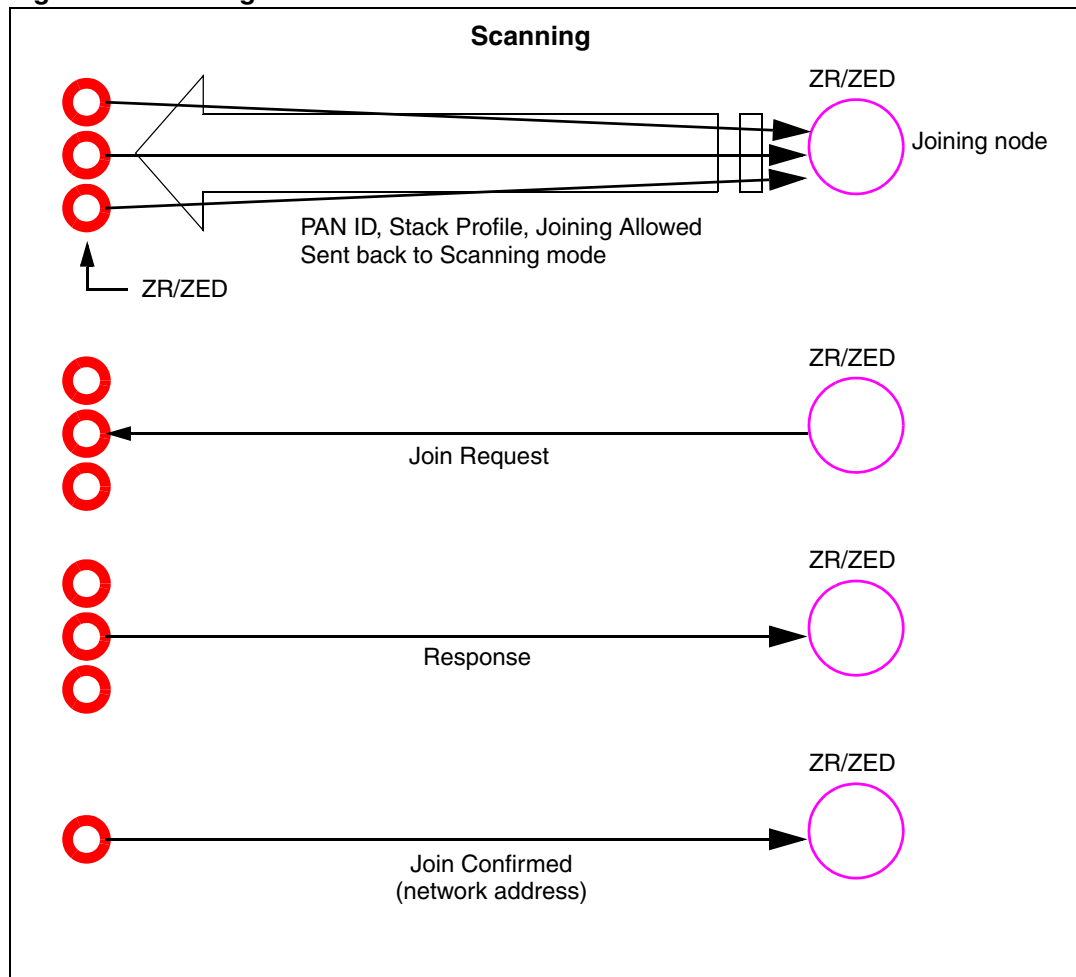 Scanning
ZR/ZED
Joining node
PAN ID, Stack Profile, Joining Allowed
Sent back to Scanning mode
ZR/ZED
ZR/ZED
Join Request
ZR/ZED
Response
ZR/ZED
Join Confirmed
(network address)